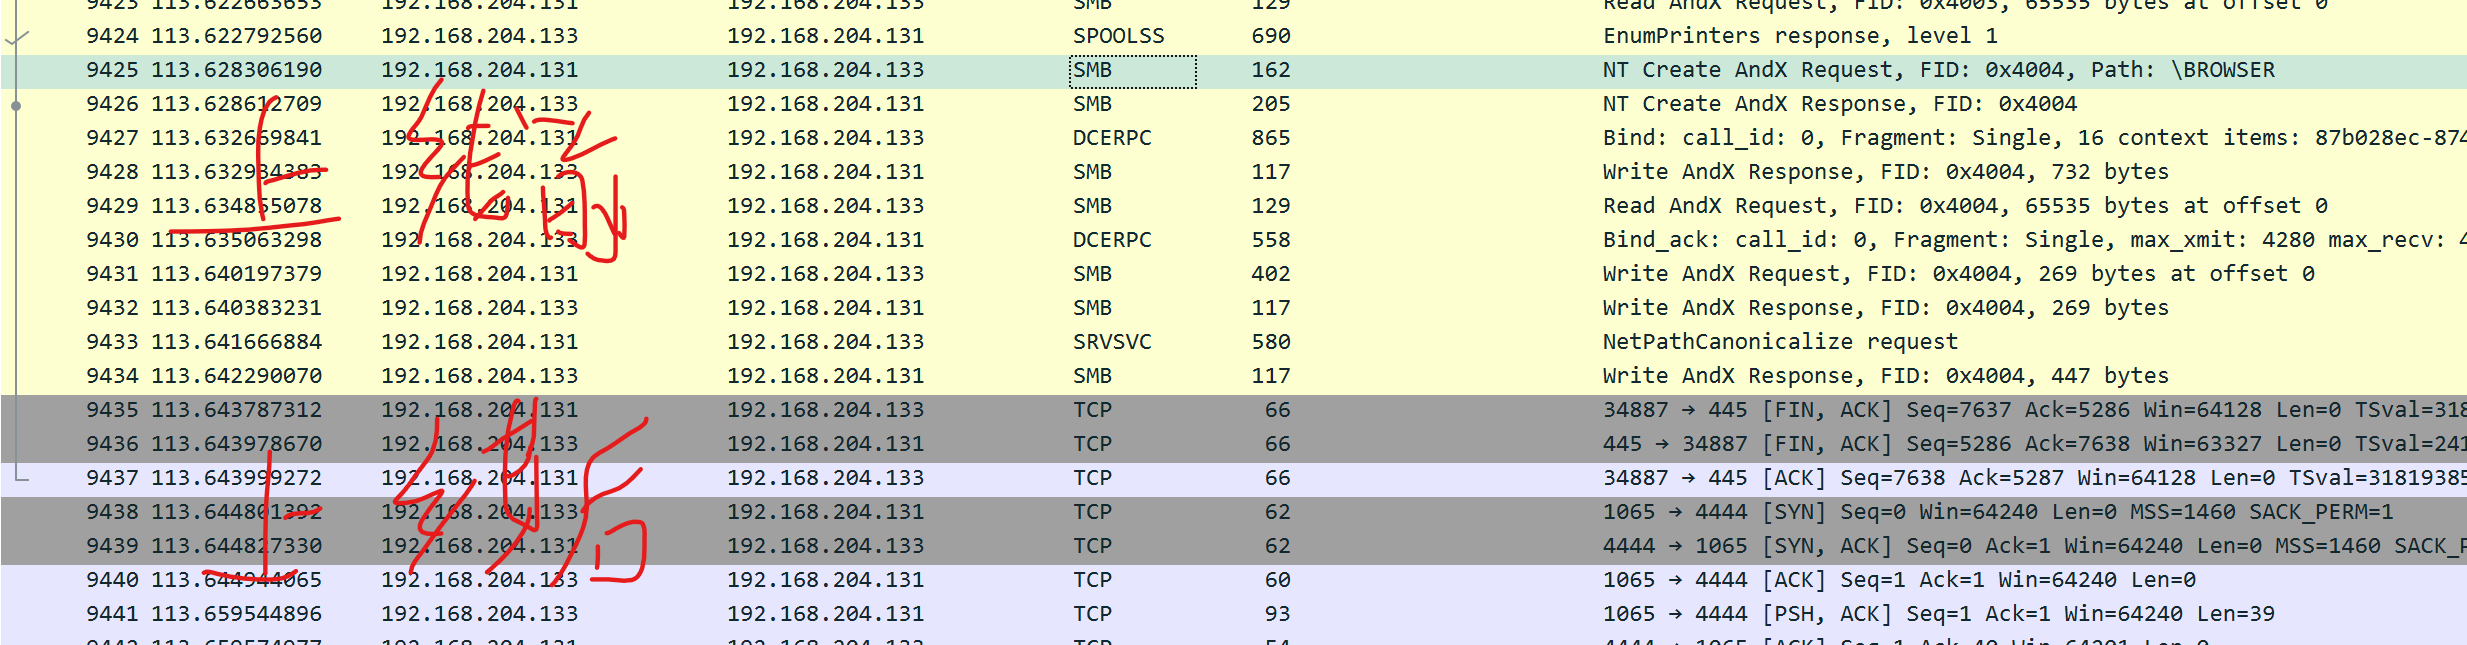 9423 113.622663653 192.168.204.131 192.168.204.133 SMB 129 Read AndX Request, FID: 0x4003, 65535 bytes at offset 0
9424 113.622792560 192.168.204.133 192.168.204.131 SPOOLSS 690 EnumPrinters response, level 1
9425 113.628306190 192.168.204.131 192.168.204.133 SMB 162 NT Create AndX Request, FID: 0x4004, Path: \BROWSER
9426 113.628612709 192.168.204.133 192.168.204.131 SMB 205 NT Create AndX Response, FID: 0x4004
9427 113.632659841 192.168.204.131 192.168.204.133 DCERPC 865 Bind: call_id: 0, Fragment: Single, 16 context items: 87b028ec-874
9428 113.632934383 192.168.204.133 192.168.204.131 SMB 117 Write AndX Response, FID: 0x4004, 732 bytes
上线前
9429 113.634855078 192.168.204.131 192.168.204.133 SMB 129 Read AndX Request, FID: 0x4004, 65535 bytes at offset 0
9430 113.635063298 192.168.204.133 192.168.204.131 DCERPC 558 Bind_ack: call_id: 0, Fragment: Single, max_xmit: 4280 max_recv: 4
9431 113.640197379 192.168.204.131 192.168.204.133 SMB 402 Write AndX Request, FID: 0x4004, 269 bytes at offset 0
9432 113.640383231 192.168.204.133 192.168.204.131 SMB 117 Write AndX Response, FID: 0x4004, 269 bytes
9433 113.641666884 192.168.204.131 192.168.204.133 SRVSVC 580 NetPathCanonicalize request
9434 113.642290070 192.168.204.133 192.168.204.131 SMB 117 Write AndX Response, FID: 0x4004, 447 bytes
9435 113.643787312 192.168.204.131 192.168.204.133 TCP 66 34887 → 445 [FIN, ACK] Seq=7637 Ack=5286 Win=64128 Len=0 TSval=318
9436 113.643978670 192.168.204.133 192.168.204.131 TCP 66 445 → 34887 [FIN, ACK] Seq=5286 Ack=7638 Win=63327 Len=0 TSval=241
9437 113.643999272 192.168.204.131 192.168.204.133 TCP 66 34887 → 445 [ACK] Seq=7638 Ack=5287 Win=64128 Len=0 TSval=31819385
上线后
9438 113.644801392 192.168.204.133 192.168.204.131 TCP 62 1065 → 4444 [SYN] Seq=0 Win=64240 Len=0 MSS=1460 SACK_PERM=1
9439 113.644827330 192.168.204.131 192.168.204.133 TCP 62 4444 → 1065 [SYN, ACK] Seq=0 Ack=1 Win=64240 Len=0 MSS=1460 SACK_P
9440 113.644944065 192.168.204.133 192.168.204.131 TCP 60 1065 → 4444 [ACK] Seq=1 Ack=1 Win=64240 Len=0
9441 113.659544896 192.168.204.133 192.168.204.131 TCP 93 1065 → 4444 [PSH, ACK] Seq=1 Ack=1 Win=64240 Len=39